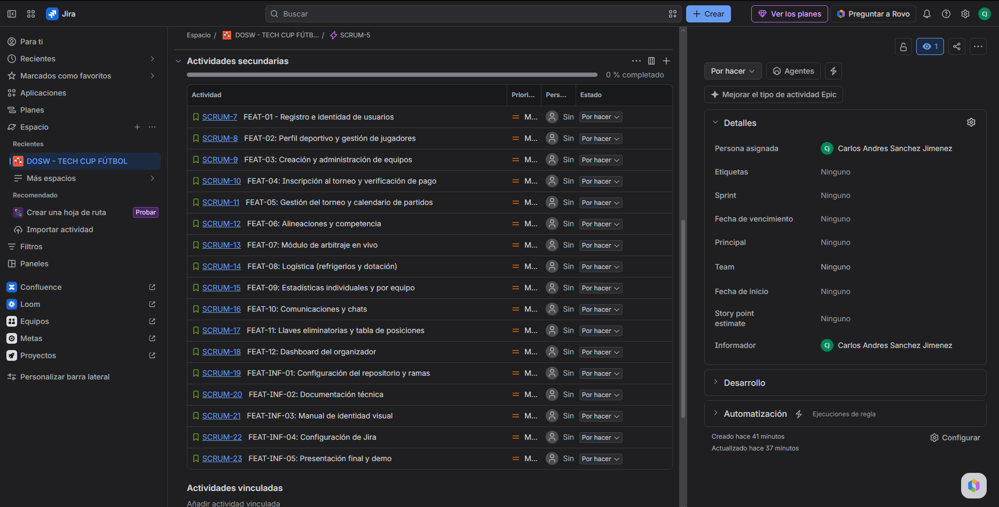 Jira
Buscar
Crear
Ver los planes
Preguntar a Rovo
CJ
Para ti
Recientes
Marcados como favoritos
Aplicaciones
Planes
Espacio
Recientes
DOSW - TECH CUP FÚTBOL
Más espacios
Recomendado
Crear una hoja de ruta Probar
Importar actividad
Filtros
Paneles
Confluence
Loom
Equipos
Metas
Proyectos
Personalizar barra lateral
Espacio / DOSW - TECH CUP FÚTB... / SCRUM-5
Actividades secundarias
0 % completado
Actividad Priori... Pers... Estado
SCRUM-7 FEAT-01 - Registro e identidad de usuarios M... Sin Por hacer
SCRUM-8 FEAT-02: Perfil deportivo y gestión de jugadores M... Sin Por hacer
SCRUM-9 FEAT-03: Creación y administración de equipos M... Sin Por hacer
SCRUM-10 FEAT-04: Inscripción al torneo y verificación de pago M... Sin Por hacer
SCRUM-11 FEAT-05: Gestión del torneo y calendario de partidos M... Sin Por hacer
SCRUM-12 FEAT-06: Alineaciones y competencia M... Sin Por hacer
SCRUM-13 FEAT-07: Módulo de arbitraje en vivo M... Sin Por hacer
SCRUM-14 FEAT-08: Logística (refrigerios y dotación) M... Sin Por hacer
SCRUM-15 FEAT-09: Estadísticas individuales y por equipo M... Sin Por hacer
SCRUM-16 FEAT-10: Comunicaciones y chats M... Sin Por hacer
SCRUM-17 FEAT-11: Llaves eliminatorias y tabla de posiciones M... Sin Por hacer
SCRUM-18 FEAT-12: Dashboard del organizador M... Sin Por hacer
SCRUM-19 FEAT-INF-01: Configuración del repositorio y ramas M... Sin Por hacer
SCRUM-20 FEAT-INF-02: Documentación técnica M... Sin Por hacer
SCRUM-21 FEAT-INF-03: Manual de identidad visual M... Sin Por hacer
SCRUM-22 FEAT-INF-04: Configuración de Jira M... Sin Por hacer
SCRUM-23 FEAT-INF-05: Presentación final y demo M... Sin Por hacer
Actividades vinculadas
Añadir actividad vinculada
1
Por hacer
Agentes
Mejorar el tipo de actividad Epic
Detalles
Persona asignada CJ Carlos Andres Sanchez Jimenez
Etiquetas Ninguno
Sprint Ninguno
Fecha de vencimiento Ninguno
Principal Ninguno
Team Ninguno
Fecha de inicio Ninguno
Story point
estimate Ninguno
Informador CJ Carlos Andres Sanchez Jimenez
Desarrollo
Automatización Ejecuciones de regla
Creado hace 41 minutos
Configurar
Actualizado hace 37 minutos